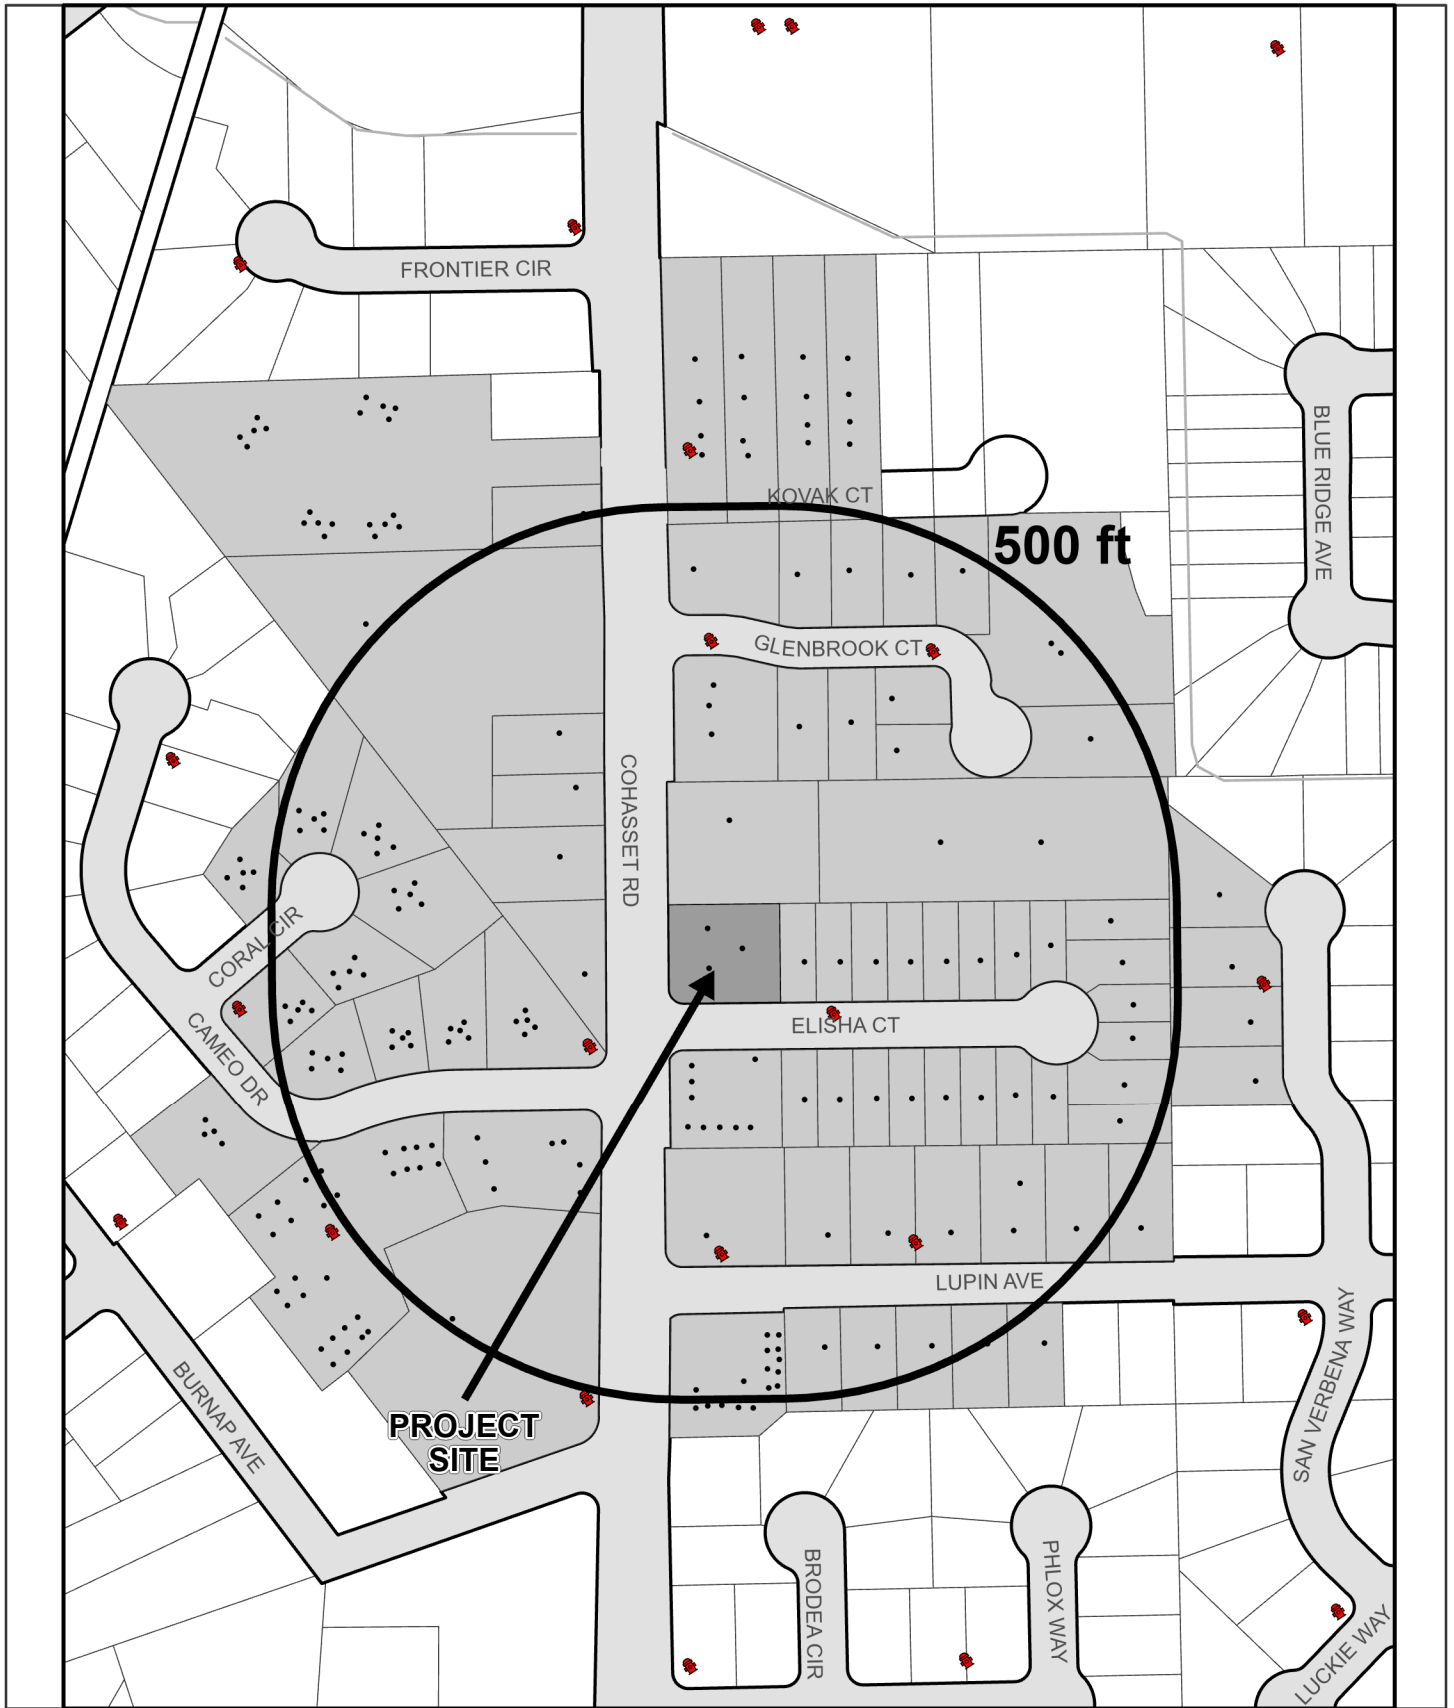 FRONTIER CIR
BLUE RIDGE AVE
KOVAK CT
500 ft
GLENBROOK CT
COHASSET RD
CORAL CIR
ELISHA CT
CAMEO DR
LUPIN AVE
SAN VERBENA WAY
BURNAP AVE
PROJECT
SITE
BRODEA CIR
PHLOX WAY
LUCKIE WAY